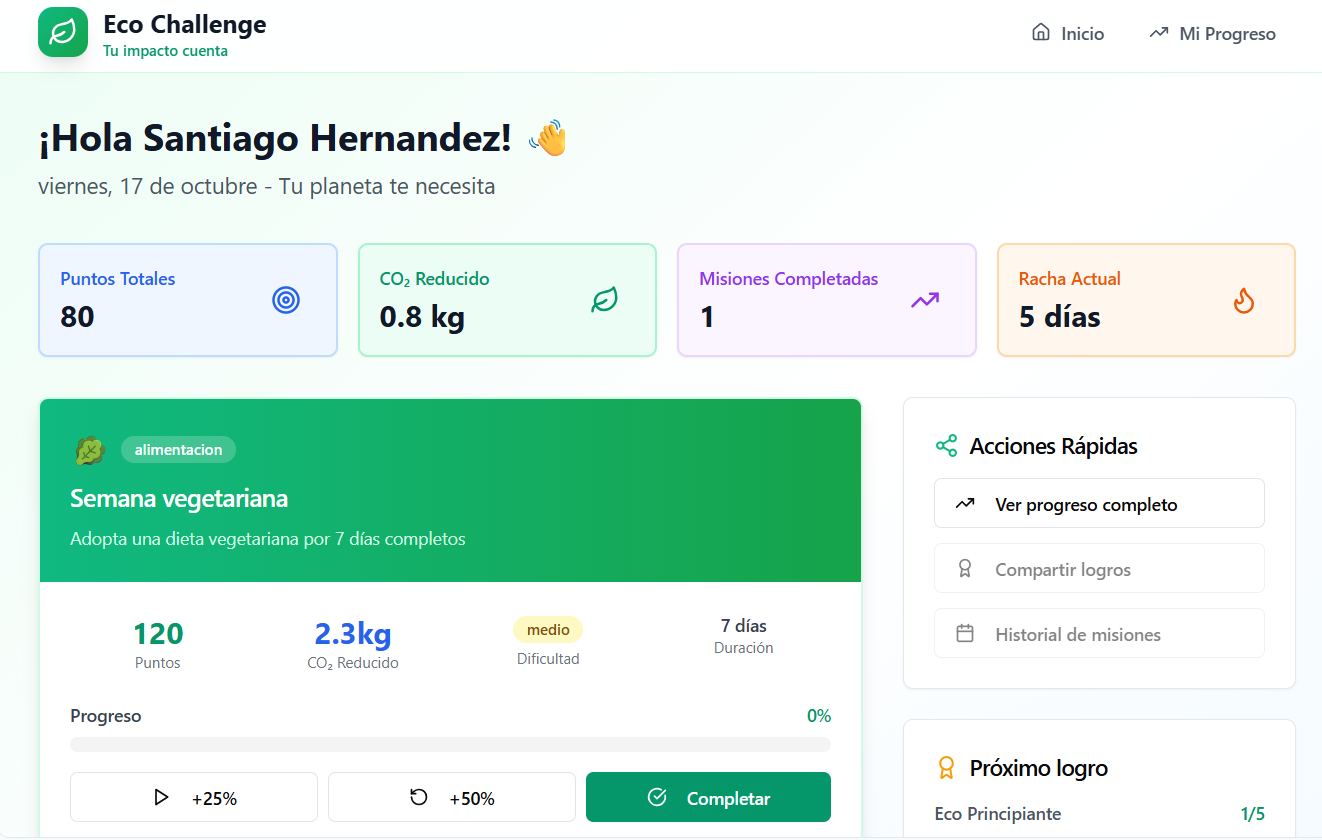 Eco Challenge
Tu impacto cuenta
Inicio
Mi Progreso
¡Hola Santiago Hernandez! 👋
viernes, 17 de octubre - Tu planeta te necesita
Puntos Totales
80
CO₂ Reducido
0.8 kg
Misiones Completadas
1
Racha Actual
5 días
alimentacion
Semana vegetariana
Adopta una dieta vegetariana por 7 días completos
120
Puntos
2.3kg
CO₂ Reducido
medio
Dificultad
7 días
Duración
Progreso
0%
+25%
+50%
Completar
Acciones Rápidas
Ver progreso completo
Compartir logros
Historial de misiones
Próximo logro
Eco Principiante
1/5